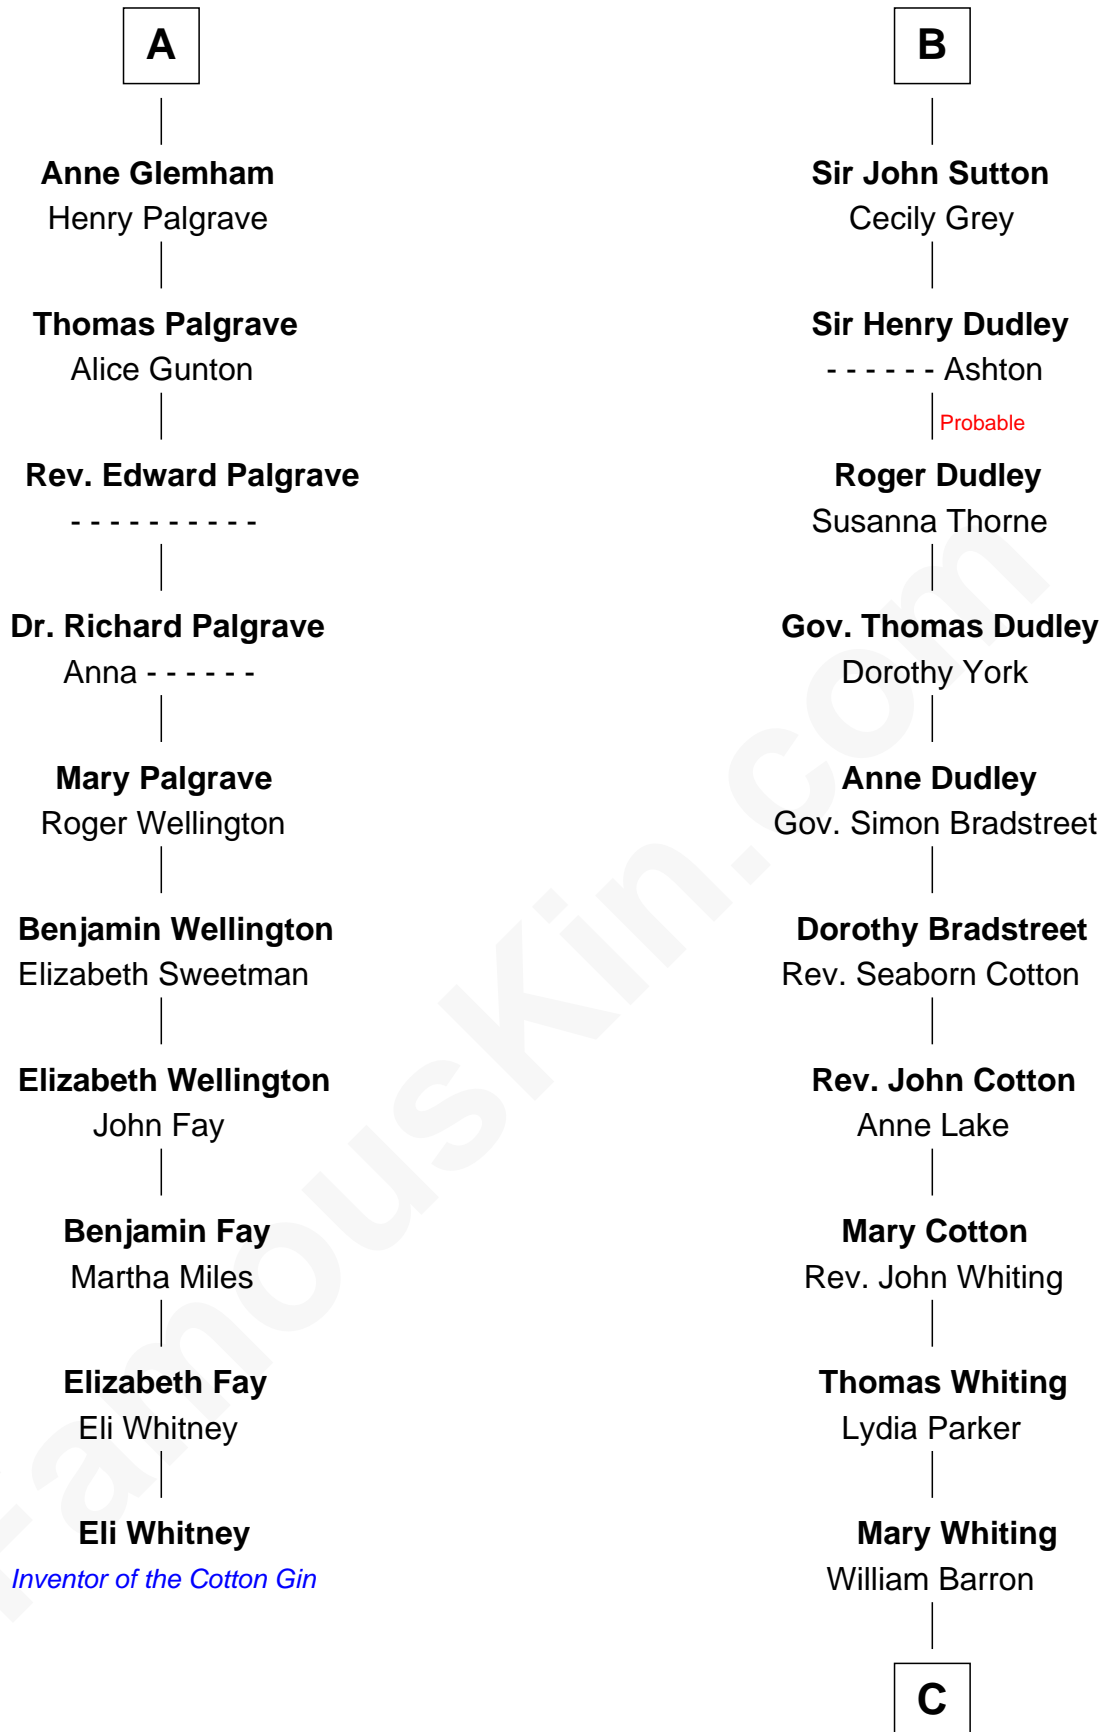 A
Anne Glemham
Henry Palgrave
Thomas Palgrave
Alice Gunton
Rev. Edward Palgrave
- - - - - - - - - -
Dr. Richard Palgrave
Anna - - - - - -
Mary Palgrave
Roger Wellington
Benjamin Wellington
Elizabeth Sweetman
Elizabeth Wellington
John Fay
Benjamin Fay
Martha Miles
Elizabeth Fay
Eli Whitney
Eli Whitney
Inventor of the Cotton Gin
B
Sir John Sutton
Cecily Grey
Sir Henry Dudley
- - - - - - Ashton
Probable
Roger Dudley
Susanna Thorne
Gov. Thomas Dudley
Dorothy York
Anne Dudley
Gov. Simon Bradstreet
Dorothy Bradstreet
Rev. Seaborn Cotton
Rev. John Cotton
Anne Lake
Mary Cotton
Rev. John Whiting
Thomas Whiting
Lydia Parker
Mary Whiting
William Barron
C
FamousKin.com